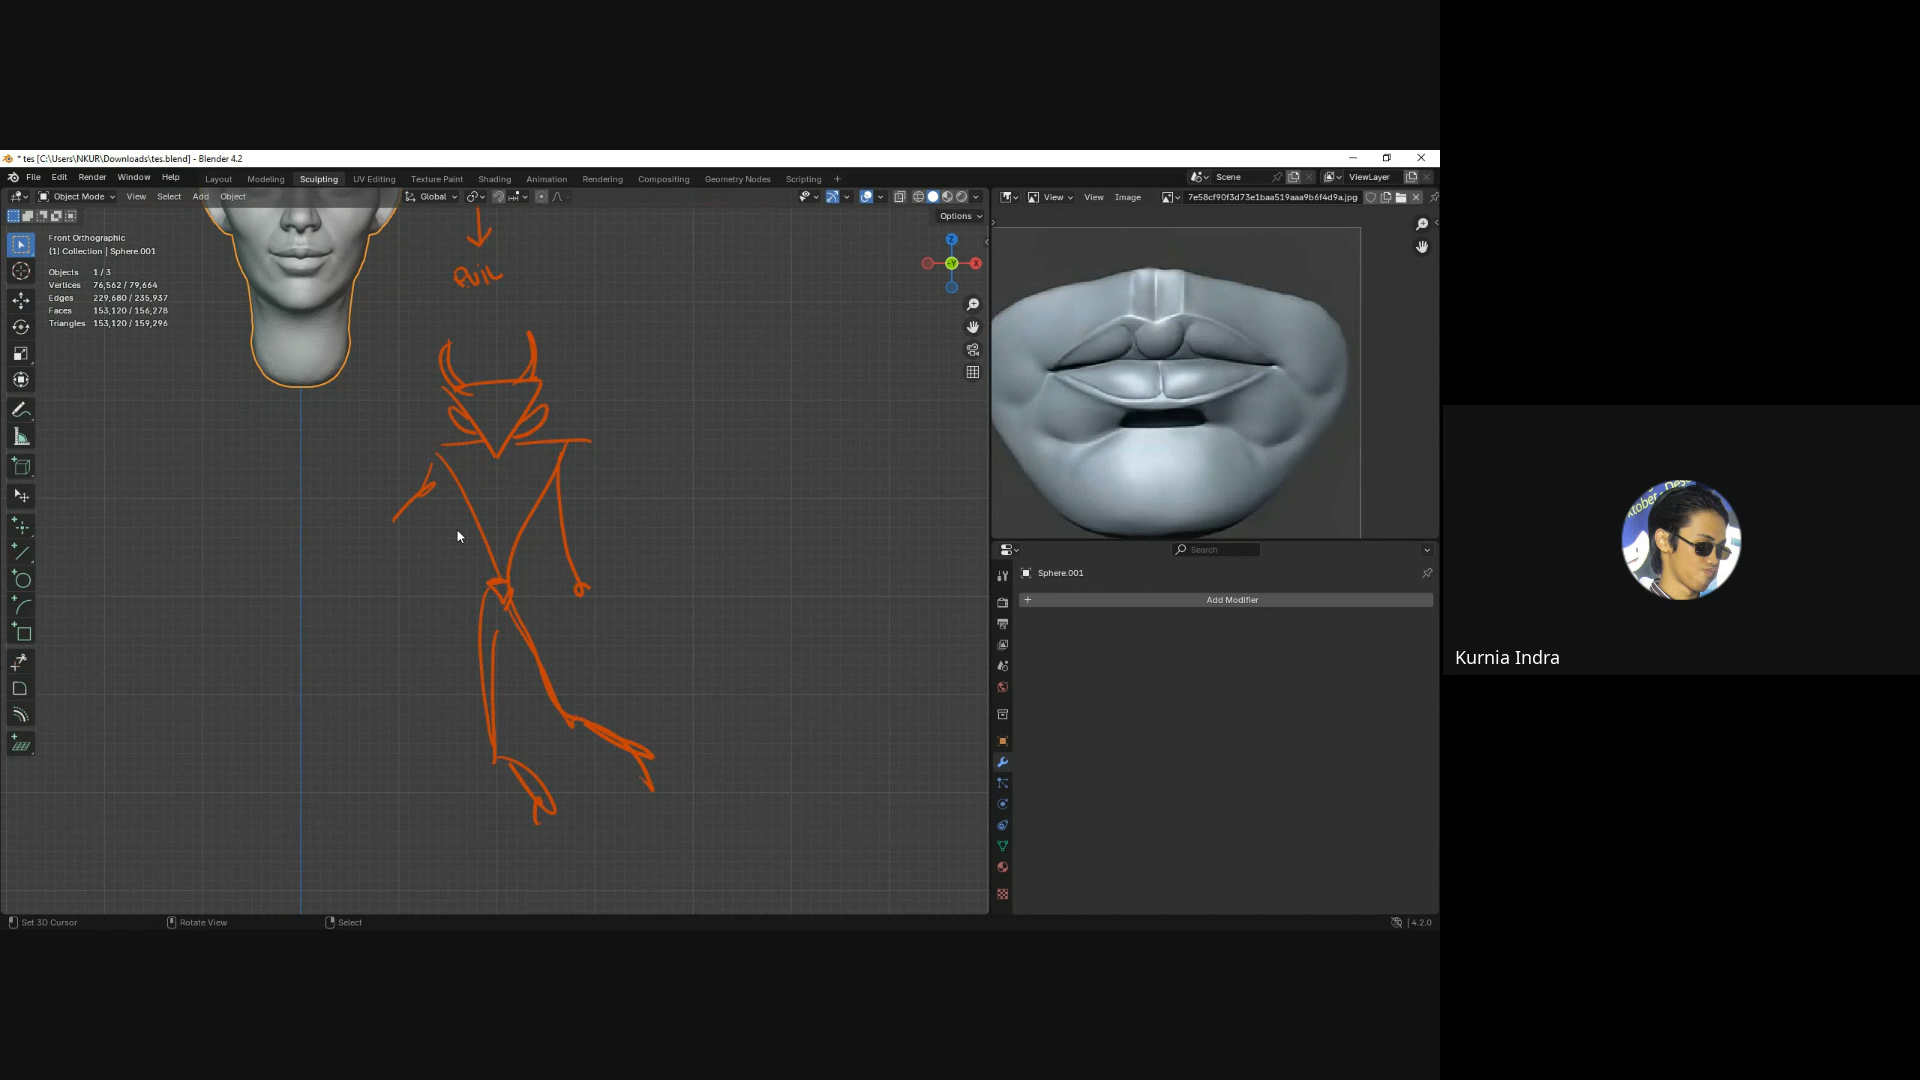 * tes [C:\Users\NKUR\Downloads\tes.blend] - Blender 4.2
File Edit Render Window Help
Layout Modeling Sculpting UV Editing Texture Paint Shading Animation Rendering Compositing Geometry Nodes Scripting +
Scene
ViewLayer
Object Mode View Select Add Object
Global
View View Image
7e58cf90f3d73e1baa519aaa9b6f4d9a.jpg
Options
Front Orthographic
(1) Collection | Sphere.001
Objects 1 / 3
Vertices 76,562 / 79,664
Edges 229,680 / 235,937
Faces 153,120 / 156,278
Triangles 153,120 / 159,296
Z
-Y
X
Evil
Search
Sphere.001
+ Add Modifier
Set 3D Cursor
Rotate View
Select
4.2.0
Kurnia Indra